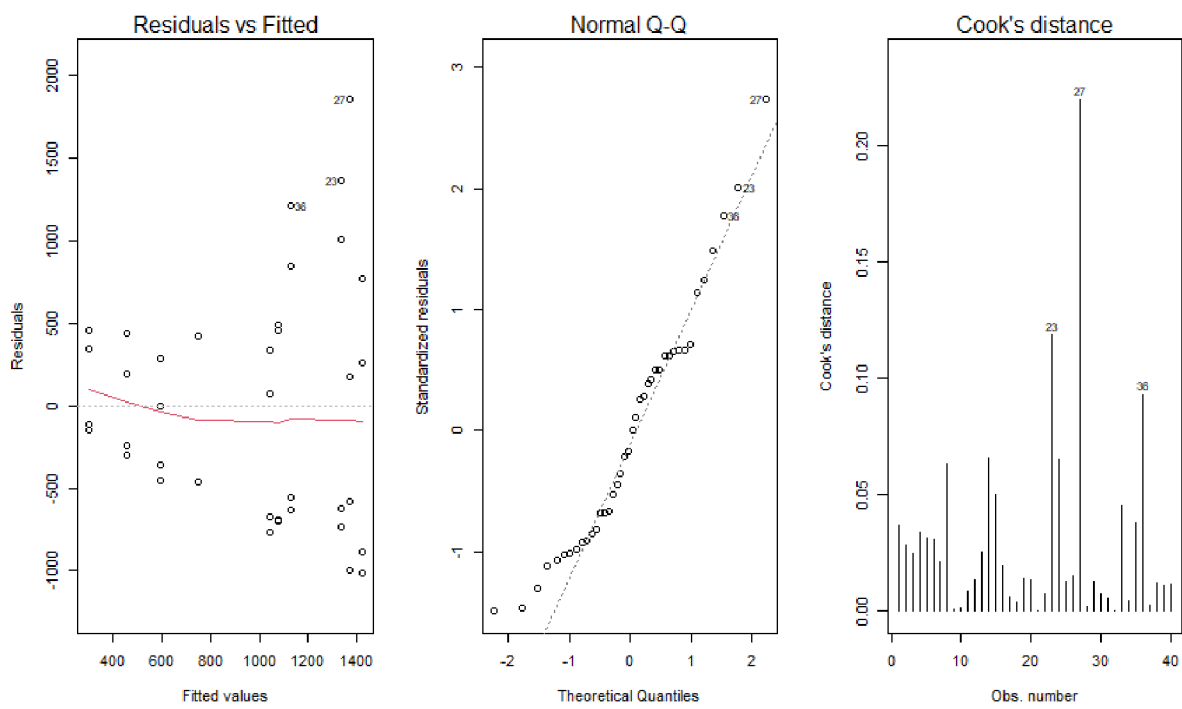 Residuals vs Fitted
Residuals
2000
1500
1000
500
0
-500
-1000
27
23
36
400 600 800 1000 1200 1400
Fitted values
Normal Q-Q
Standardized residuals
3
2
1
0
-1
27
23
36
-2 -1 0 1 2
Theoretical Quantiles
Cook's distance
Cook's distance
0.20
0.15
0.10
0.05
0.00
27
23
36
0 10 20 30 40
Obs. number